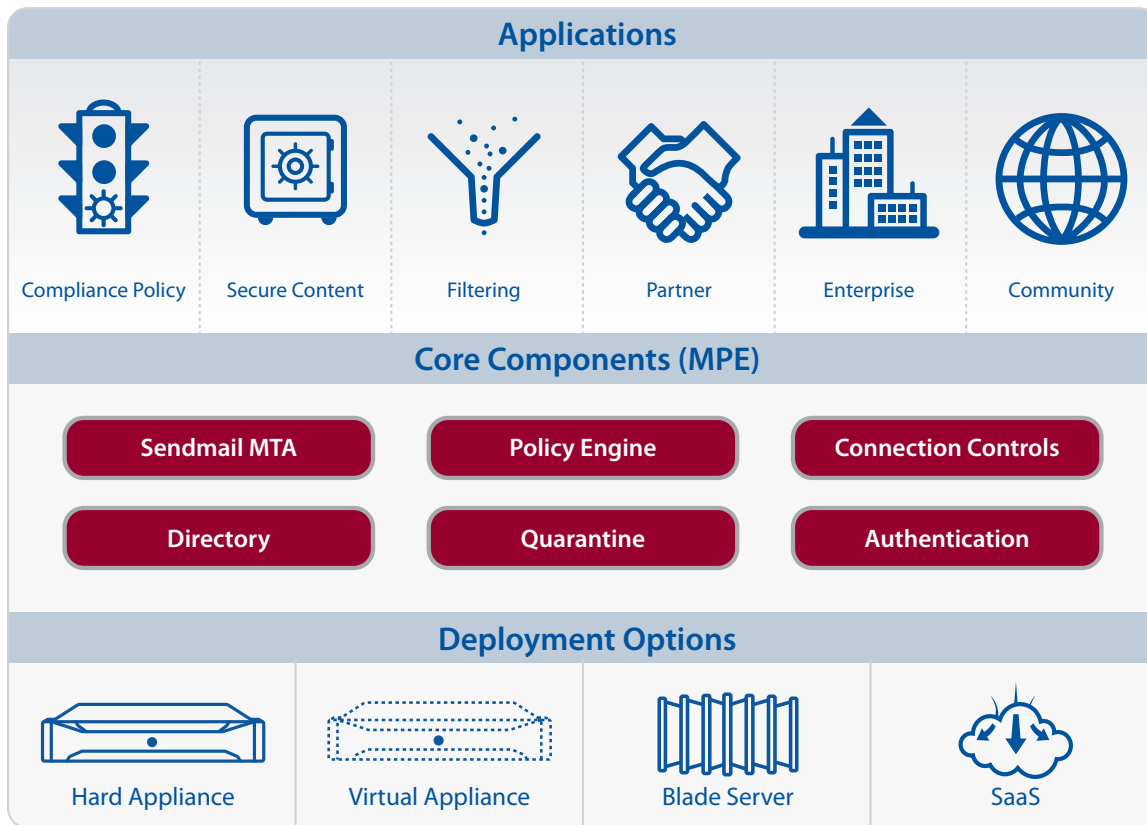 Applications
Compliance Policy
Secure Content
Filtering
Partner
Enterprise
Community
Core Components (MPE)
Sendmail MTA
Policy Engine
Connection Controls
Directory
Quarantine
Authentication
Deployment Options
Hard Appliance
Virtual Appliance
Blade Server
SaaS